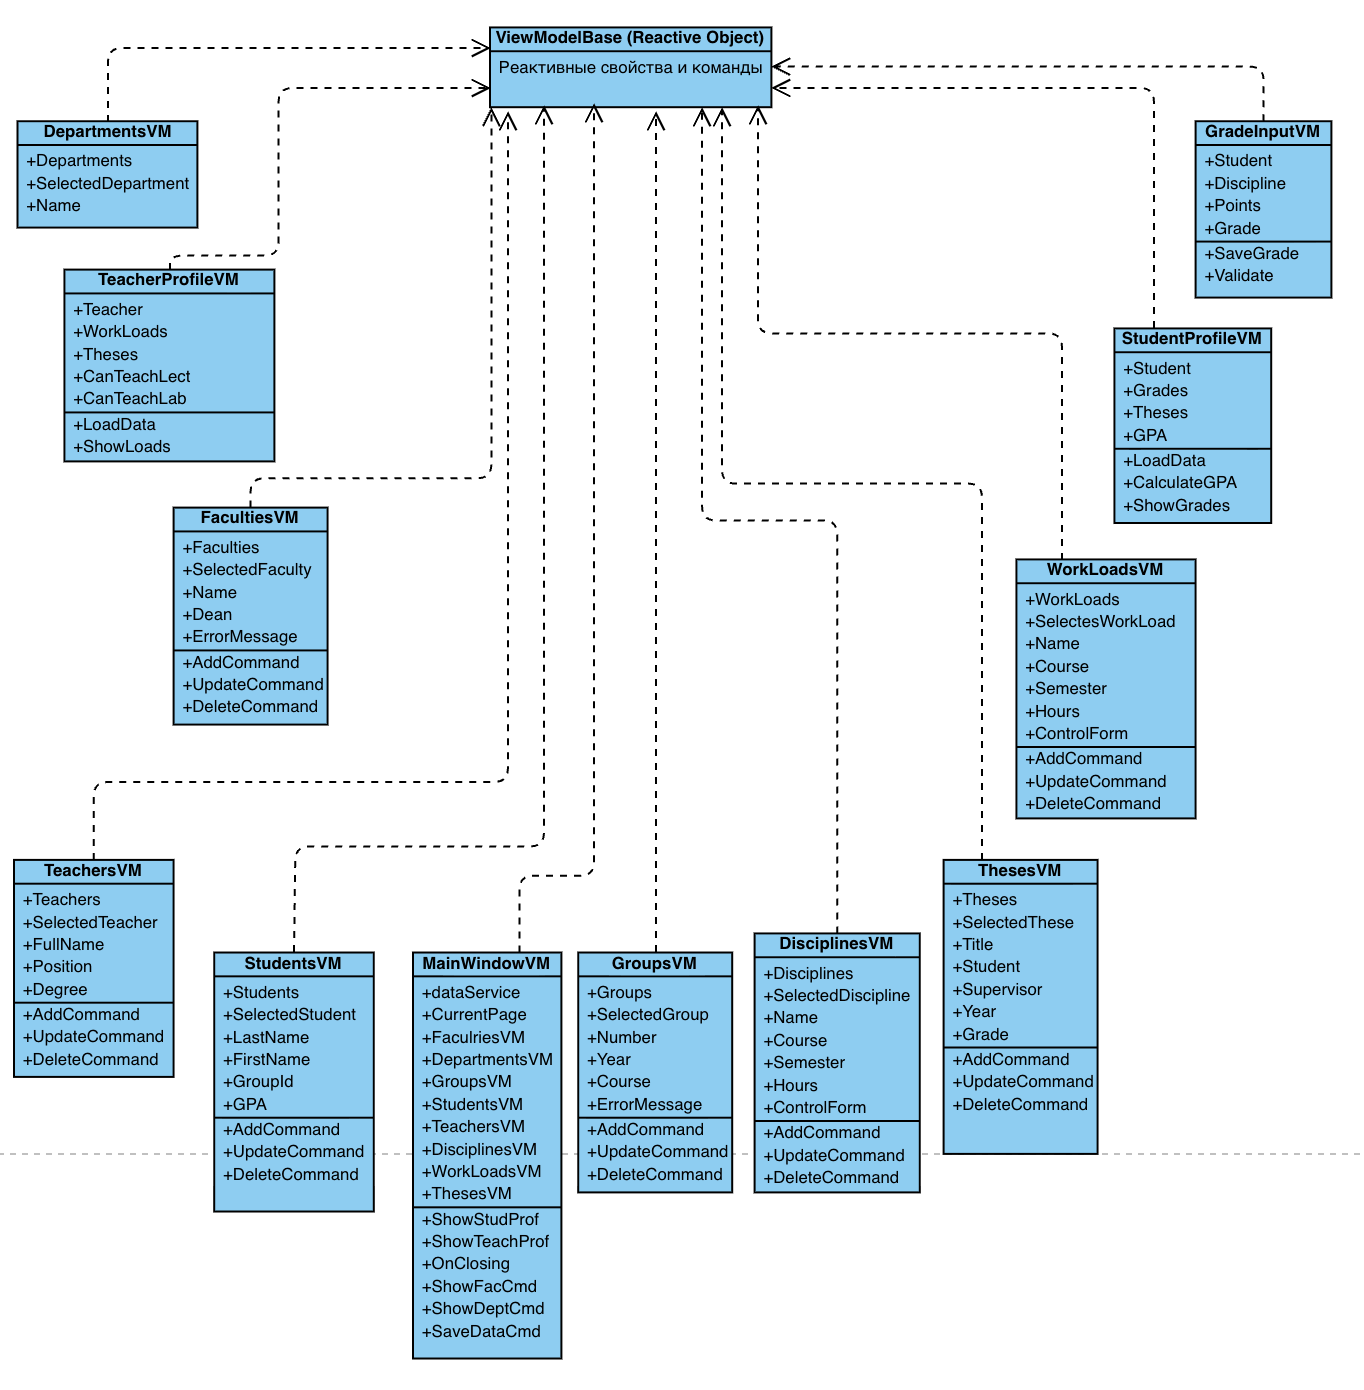 ViewModelBase (Reactive Object)
Реактивные свойства и команды
DepartmentsVM
+Departments
+SelectedDepartment
+Name
GradeInputVM
+Student
+Discipline
+Points
+Grade
+SaveGrade
+Validate
TeacherProfileVM
+Teacher
+WorkLoads
+Theses
+CanTeachLect
+CanTeachLab
+LoadData
+ShowLoads
StudentProfileVM
+Student
+Grades
+Theses
+GPA
+LoadData
+CalculateGPA
+ShowGrades
FacultiesVM
+Faculties
+SelectedFaculty
+Name
+Dean
+ErrorMessage
+AddCommand
+UpdateCommand
+DeleteCommand
WorkLoadsVM
+WorkLoads
+SelectesWorkLoad
+Name
+Course
+Semester
+Hours
+ControlForm
+AddCommand
+UpdateCommand
+DeleteCommand
TeachersVM
+Teachers
+SelectedTeacher
+FullName
+Position
+Degree
+AddCommand
+UpdateCommand
+DeleteCommand
StudentsVM
+Students
+SelectedStudent
+LastName
+FirstName
+GroupId
+GPA
+AddCommand
+UpdateCommand
+DeleteCommand
MainWindowVM
+dataService
+CurrentPage
+FaculriesVM
+DepartmentsVM
+GroupsVM
+StudentsVM
+TeachersVM
+DisciplinesVM
+WorkLoadsVM
+ThesesVM
+ShowStudProf
+ShowTeachProf
+OnClosing
+ShowFacCmd
+ShowDeptCmd
+SaveDataCmd
GroupsVM
+Groups
+SelectedGroup
+Number
+Year
+Course
+ErrorMessage
+AddCommand
+UpdateCommand
+DeleteCommand
DisciplinesVM
+Disciplines
+SelectedDiscipline
+Name
+Course
+Semester
+Hours
+ControlForm
+AddCommand
+UpdateCommand
+DeleteCommand
ThesesVM
+Theses
+SelectedThese
+Title
+Student
+Supervisor
+Year
+Grade
+AddCommand
+UpdateCommand
+DeleteCommand